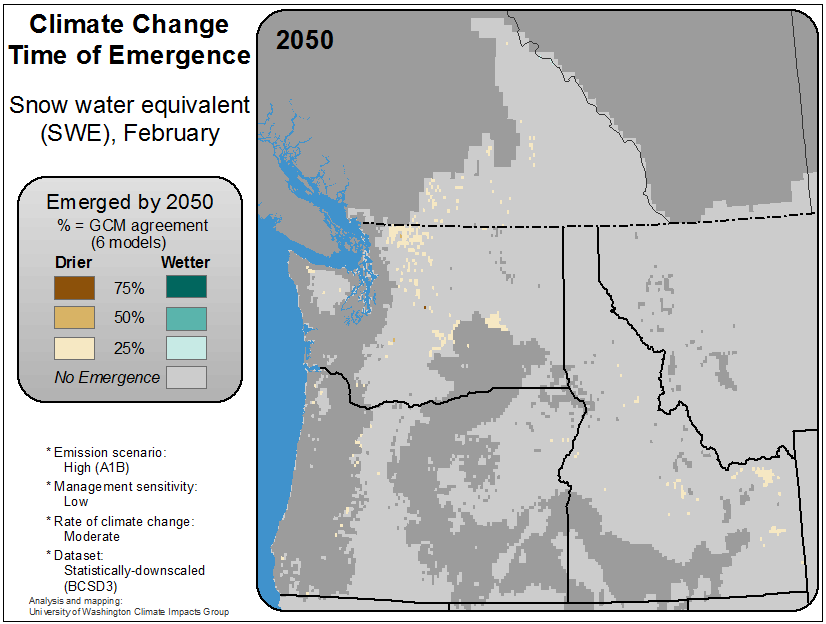 Climate Change
Time of Emergence
Snow water equivalent
(SWE), February
2050
Emerged by 2050
% = GCM agreement
(6 models)
Drier Wetter
75%
50%
25%
No Emergence
* Emission scenario:
High (A1B)
* Management sensitivity:
Low
* Rate of climate change:
Moderate
* Dataset:
Statistically-downscaled
(BCSD3)
Analysis and mapping:
University of Washington Climate Impacts Group